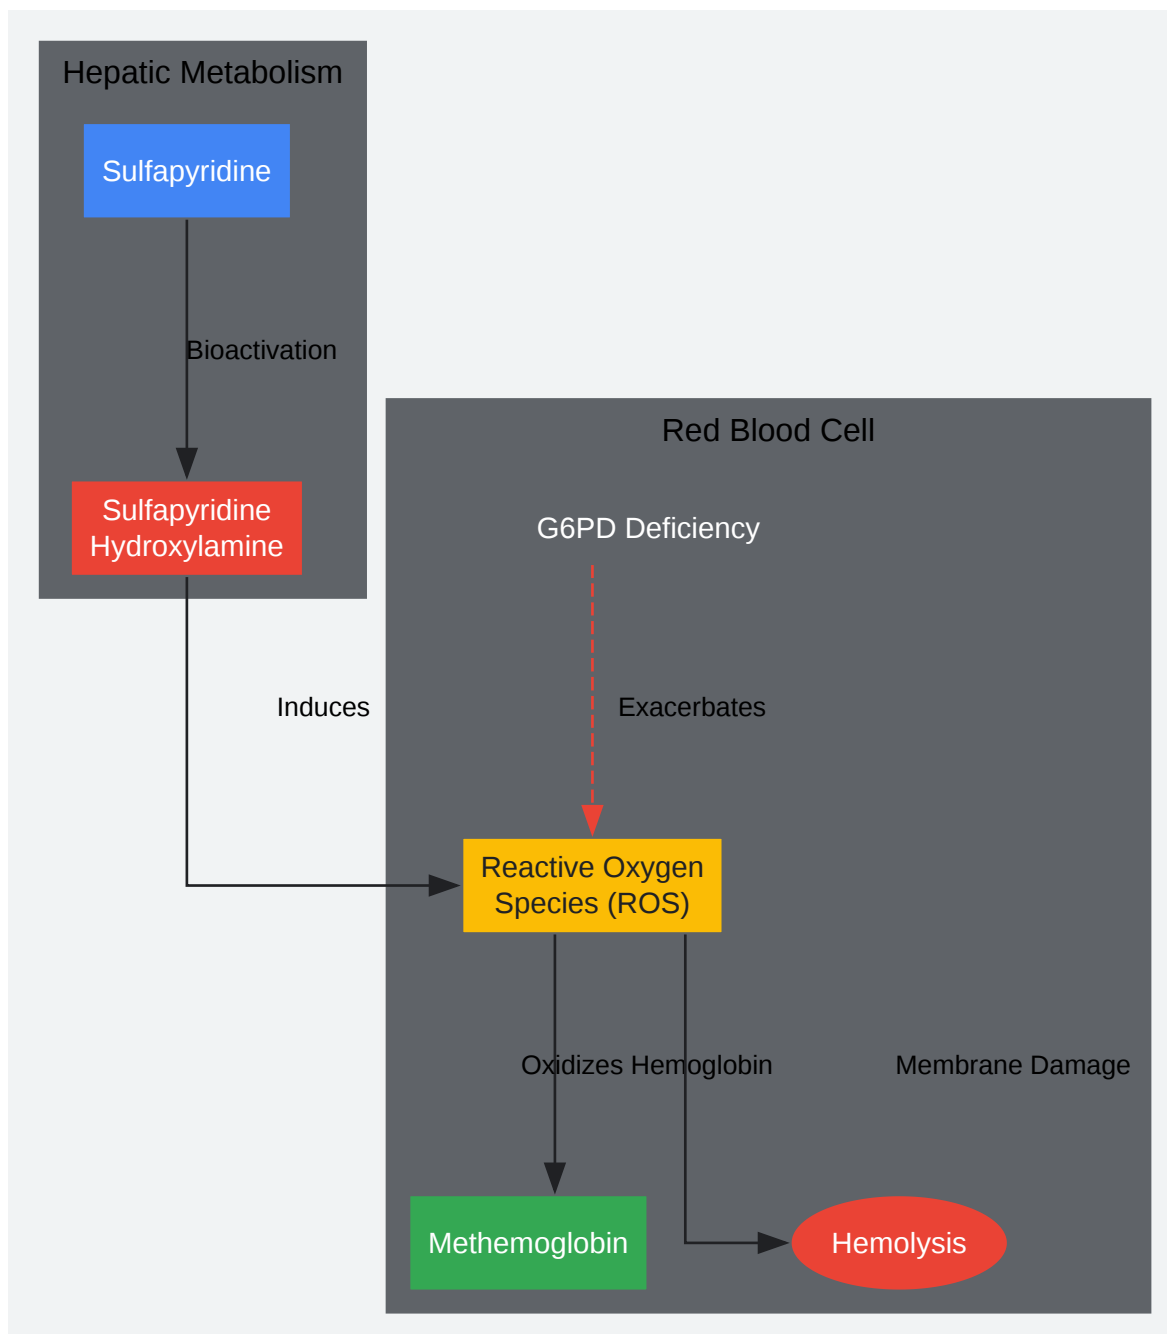 Hepatic Metabolism
Sulfapyridine
Bioactivation
Sulfapyridine
Hydroxylamine
Induces
Red Blood Cell
G6PD Deficiency
Exacerbates
Reactive Oxygen
Species (ROS)
Oxidizes Hemoglobin
Membrane Damage
Methemoglobin
Hemolysis